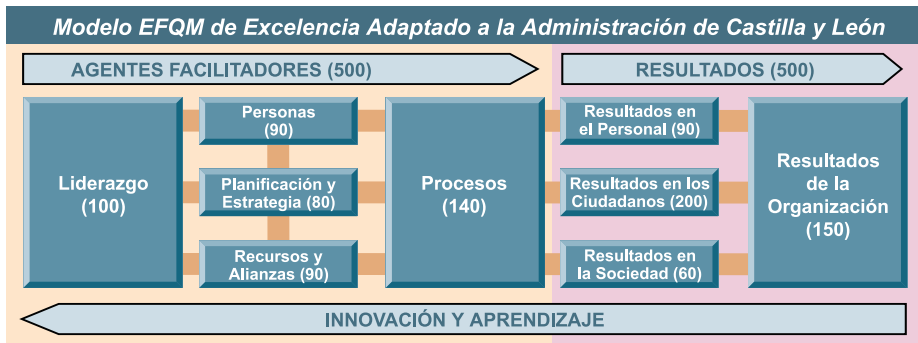 Modelo EFQM de Excelencia Adaptado a la Administración de Castilla y León
AGENTES FACILITADORES (500)
RESULTADOS (500)
Liderazgo
(100)
Personas
(90)
Planificación y
Estrategia (80)
Recursos y
Alianzas (90)
Procesos
(140)
Resultados en
el Personal (90)
Resultados en los
Ciudadanos (200)
Resultados en
la Sociedad (60)
Resultados
de la
Organización
(150)
INNOVACIÓN Y APRENDIZAJE